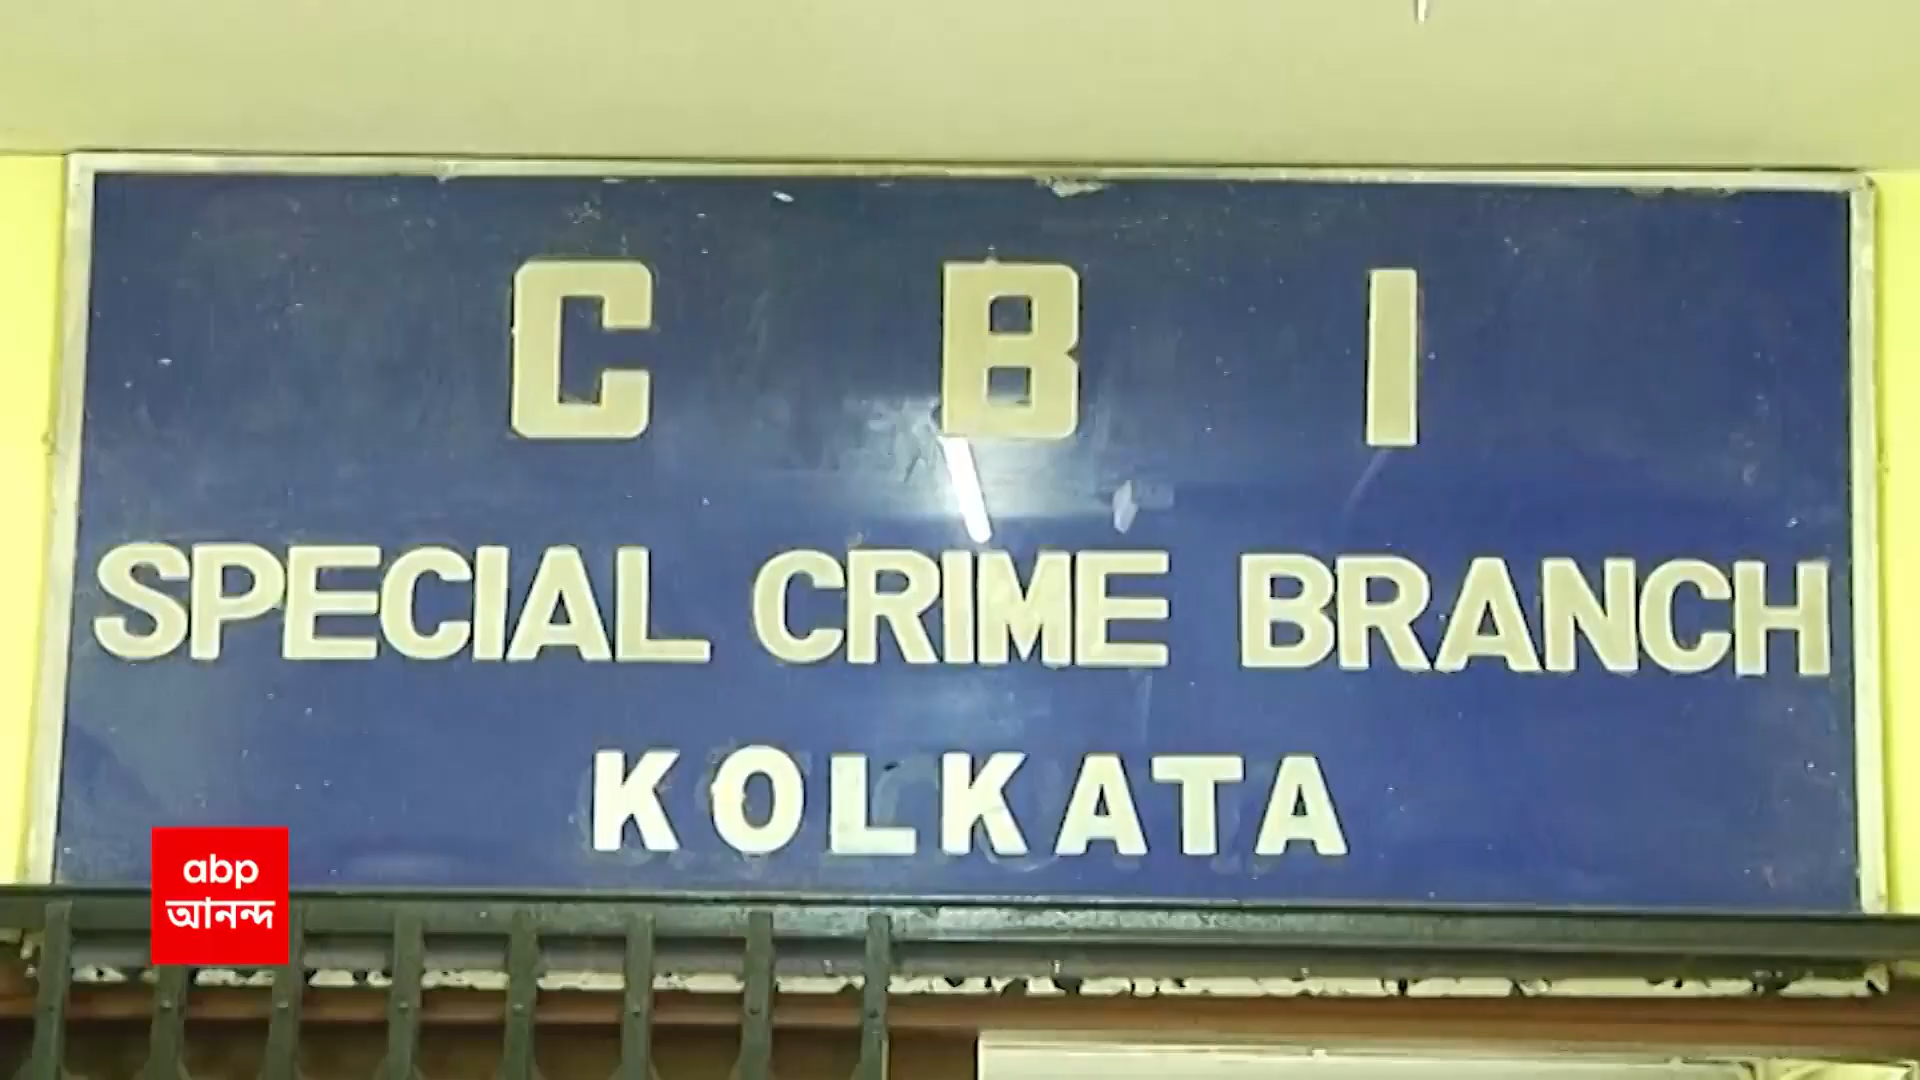 C B I
SPECIAL CRIME BRANCH
KOLKATA
abp
আনন্দ